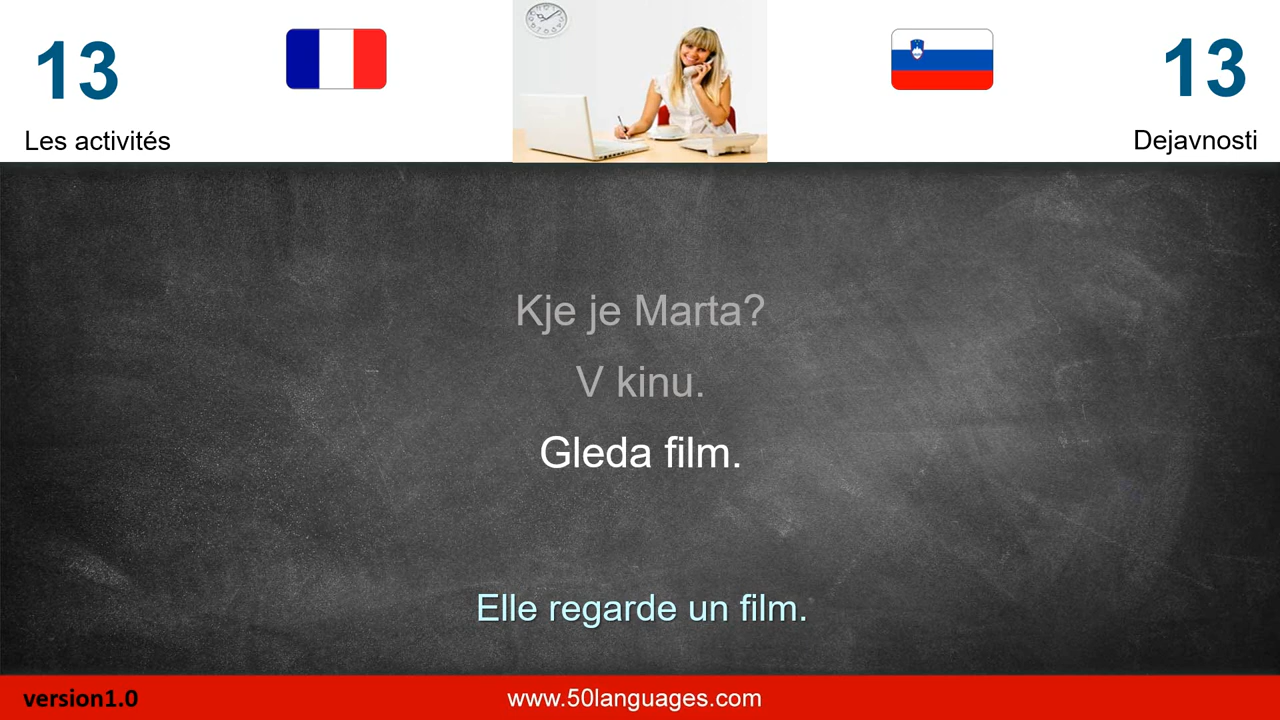 13
Les activités
13
Dejavnosti
Kje je Marta?
V kinu.
Gleda film.
Elle regarde un film.
version1.0
www.50languages.com